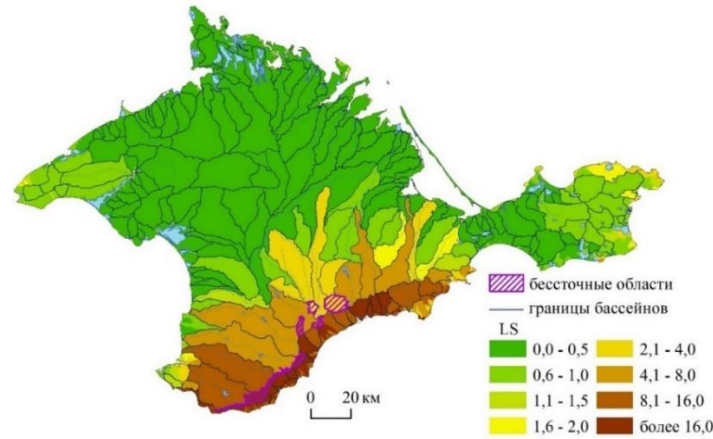 бессточные области
границы бассейнов
LS
0,0 - 0,5
2,1 - 4,0
0,6 - 1,0
4,1 - 8,0
1,1 - 1,5
8,1 - 16,0
1,6 - 2,0
более 16,0
0 20 км